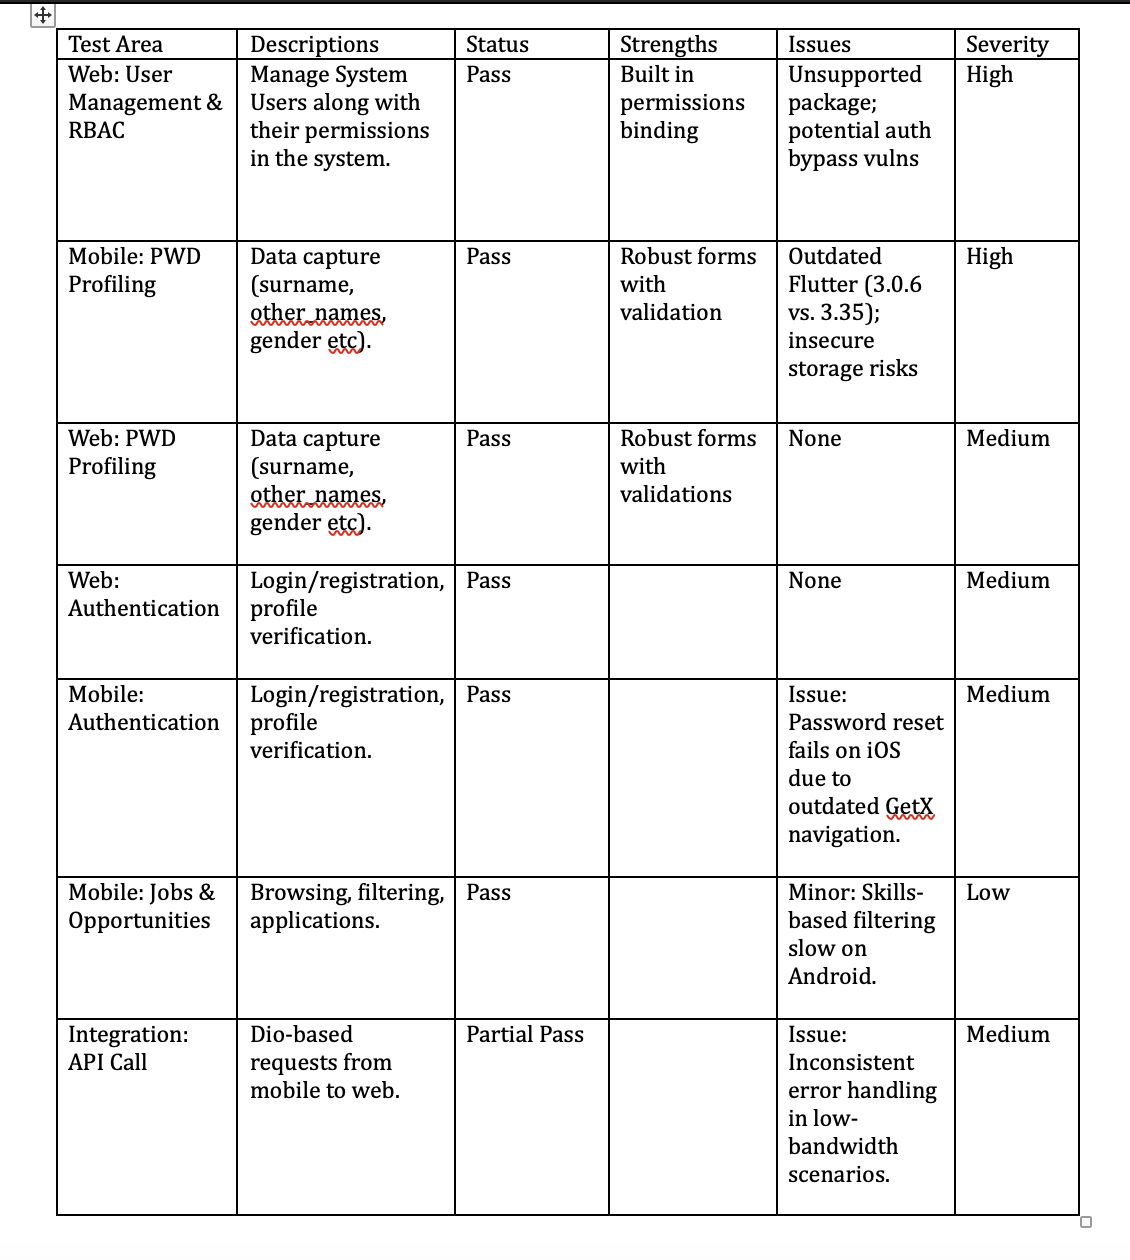 Test Area
Descriptions
Status
Strengths
Issues
Severity
Web: User
Management &
RBAC
Manage System
Users along with
their permissions
in the system.
Pass
Built in
permissions
binding
Unsupported
package;
potential auth
bypass vulns
High
Mobile: PWD
Profiling
Data capture
(surname,
other_names,
gender etc).
Pass
Robust forms
with
validation
Outdated
Flutter (3.0.6
vs. 3.35);
insecure
storage risks
High
Web: PWD
Profiling
Data capture
(surname,
other_names,
gender etc).
Pass
Robust forms
with
validations
None
Medium
Web:
Authentication
Login/registration,
profile
verification.
Pass
None
Medium
Mobile:
Authentication
Login/registration,
profile
verification.
Pass
Issue:
Password reset
fails on iOS
due to
outdated GetX
navigation.
Medium
Mobile: Jobs &
Opportunities
Browsing, filtering,
applications.
Pass
Minor: Skills-
based filtering
slow on
Android.
Low
Integration:
API Call
Dio-based
requests from
mobile to web.
Partial Pass
Issue:
Inconsistent
error handling
in low-
bandwidth
scenarios.
Medium